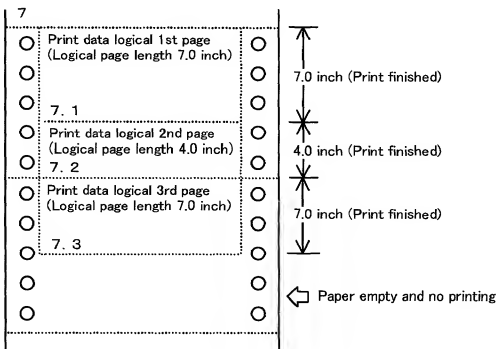 7
Print data logical 1st page
(Logical page length 7.0 inch)
7. 1
7.0 inch (Print finished)
Print data logical 2nd page
(Logical page length 4.0 inch)
7. 2
4.0 inch (Print finished)
Print data logical 3rd page
(Logical page length 7.0 inch)
7. 3
7.0 inch (Print finished)
Paper empty and no printing